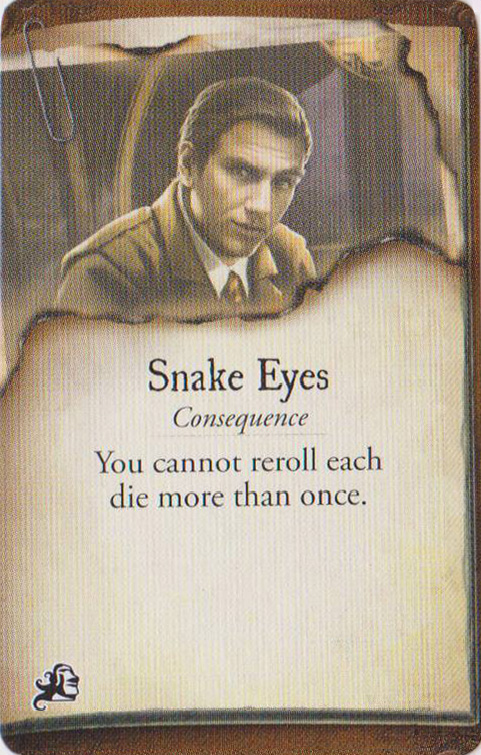 Snake Eyes
Consequence
You cannot reroll each
die more than once.